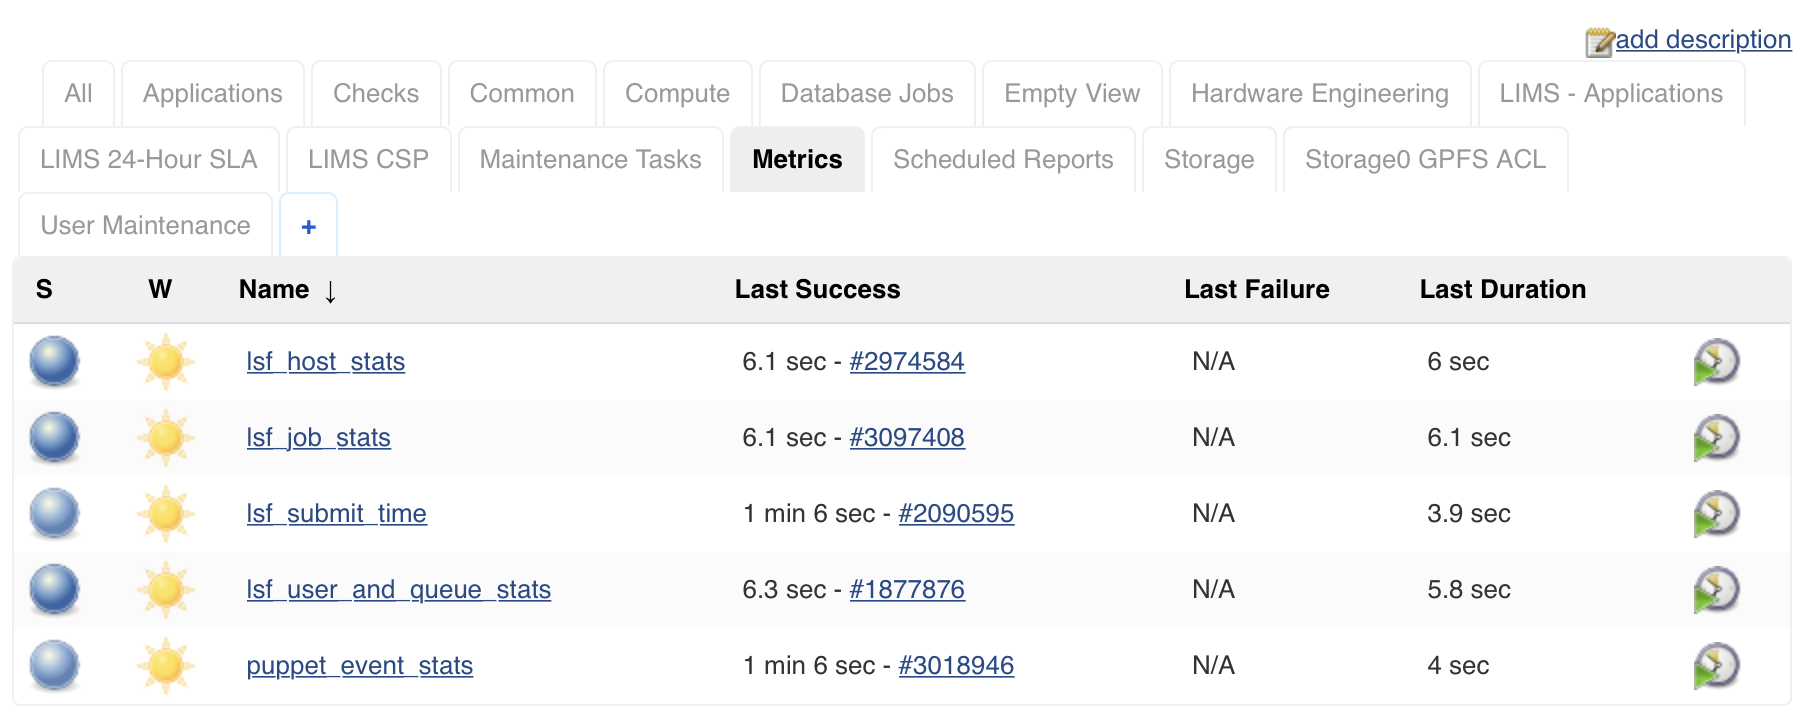 add description
All Applications Checks Common Compute Database Jobs Empty View Hardware Engineering LIMS - Applications
LIMS 24-Hour SLA LIMS CSP Maintenance Tasks Metrics Scheduled Reports Storage Storage0 GPFS ACL
User Maintenance +
S W Name ↓ Last Success Last Failure Last Duration
lsf_host_stats 6.1 sec - #2974584 N/A 6 sec
lsf_job_stats 6.1 sec - #3097408 N/A 6.1 sec
lsf_submit_time 1 min 6 sec - #2090595 N/A 3.9 sec
lsf_user_and_queue_stats 6.3 sec - #1877876 N/A 5.8 sec
puppet_event_stats 1 min 6 sec - #3018946 N/A 4 sec